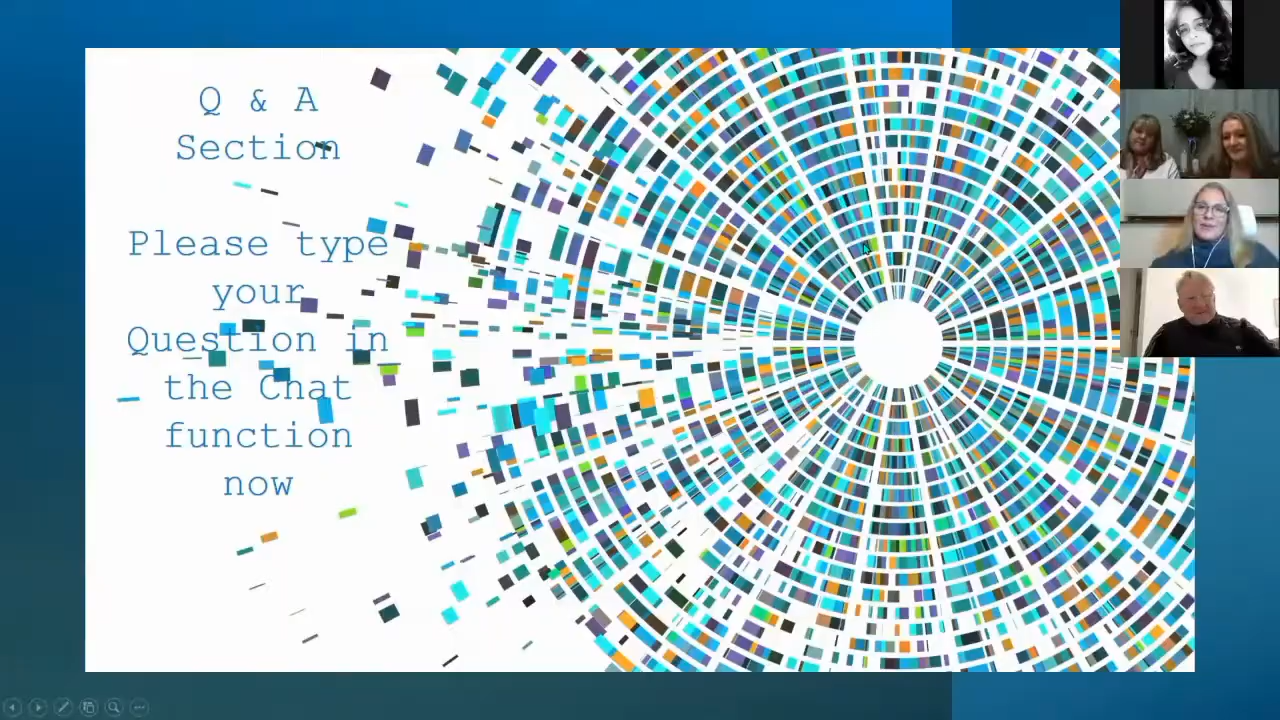 Q & A
Section
Please type
your
Question in
the Chat
function
now